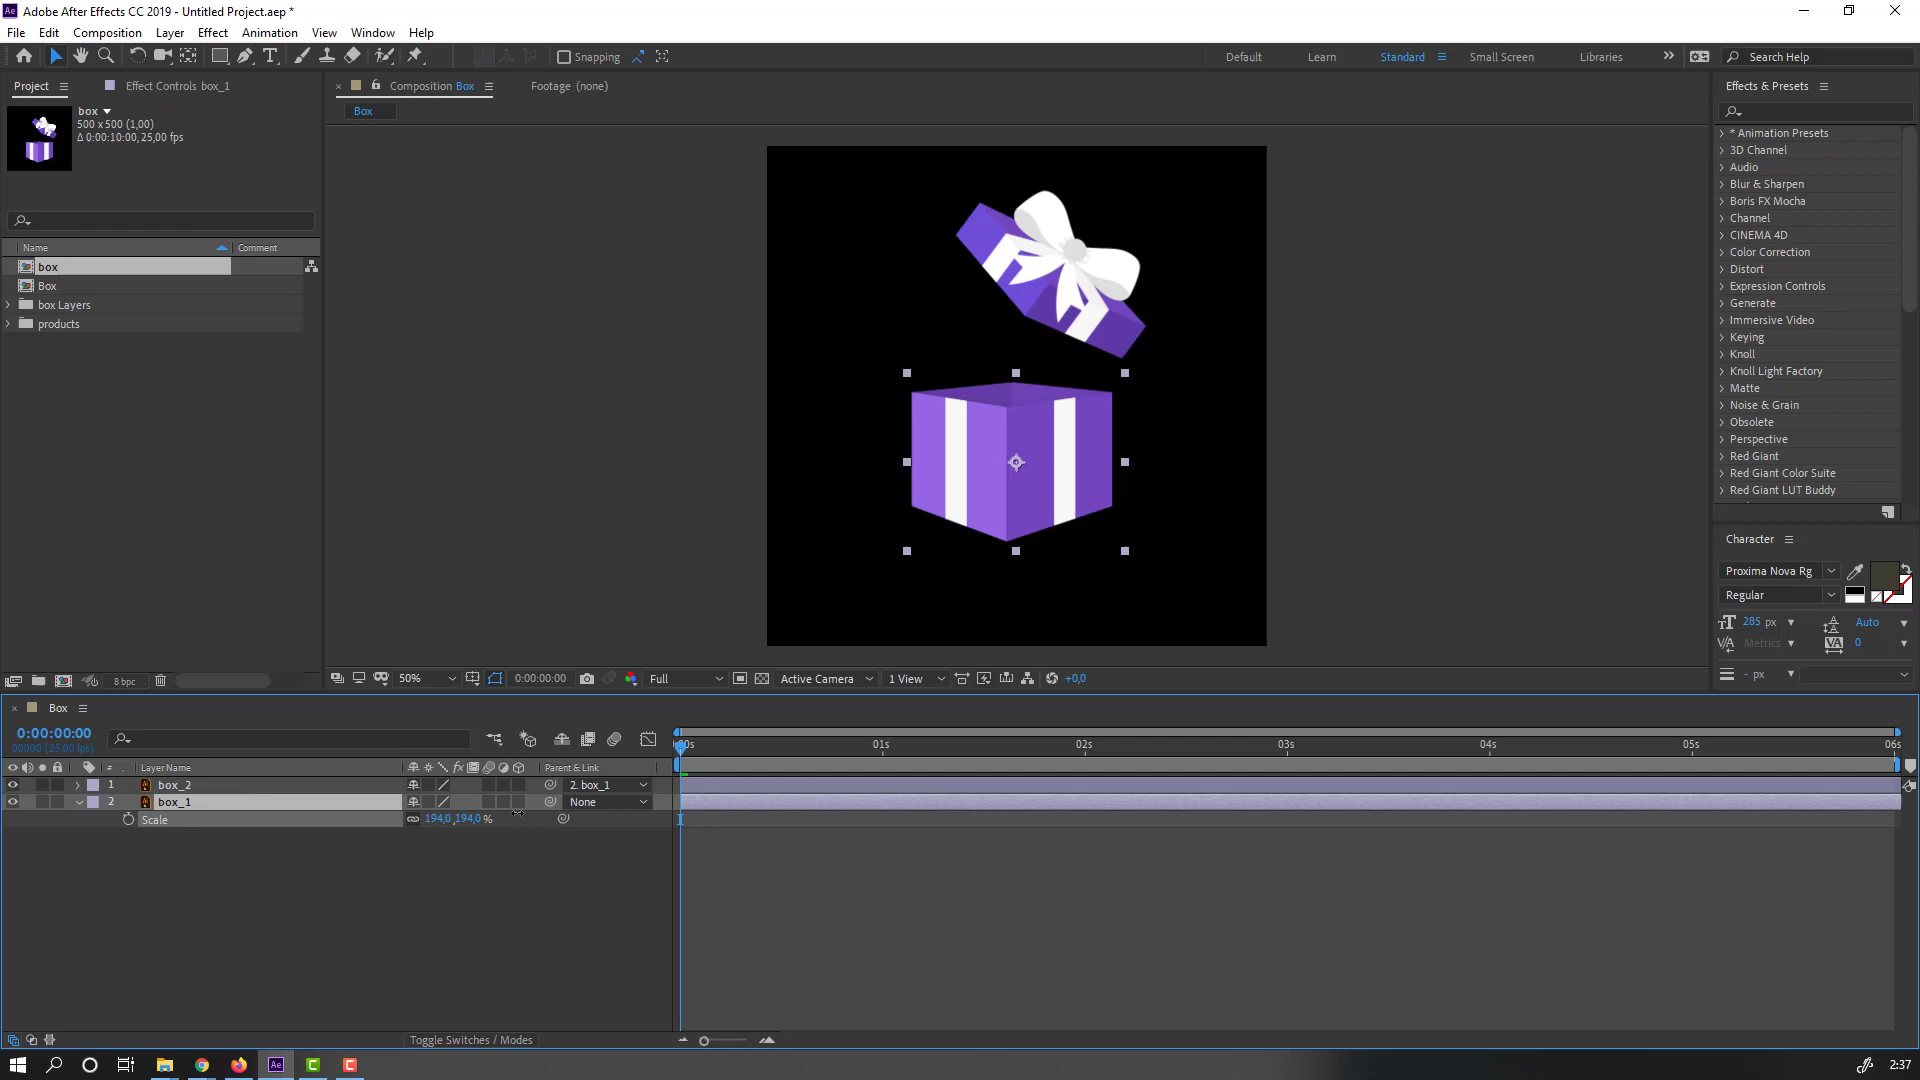 Adobe After Effects CC 2019 - Untitled Project.aep *
File Edit Composition Layer Effect Animation View Window Help
Snapping
Default Learn Standard Small Screen Libraries Search Help
Project Effect Controls box_1
Composition Box Footage (none)
Box
box
500 x 500 (1,00)
Δ 0:00:10:00, 25,00 fps
Name Comment
box
Box
box Layers
products
8 bpc
50% 0:00:00:00 Full Active Camera 1 View +0,0
Effects & Presets
* Animation Presets
3D Channel
Audio
Blur & Sharpen
Boris FX Mocha
Channel
CINEMA 4D
Color Correction
Distort
Expression Controls
Generate
Immersive Video
Keying
Knoll
Knoll Light Factory
Matte
Noise & Grain
Obsolete
Perspective
Red Giant
Red Giant Color Suite
Red Giant LUT Buddy
Character
Proxima Nova Rg
Regular
285 px Auto
Metrics 0
- px
Box
0:00:00:00
00000 (25.00 fps)
00s 01s 02s 03s 04s 05s 06s
# Layer Name fx Parent & Link
1 box_2 2. box_1
2 box_1 None
Scale 194,0,194,0 %
Toggle Switches / Modes
Ae
2:37